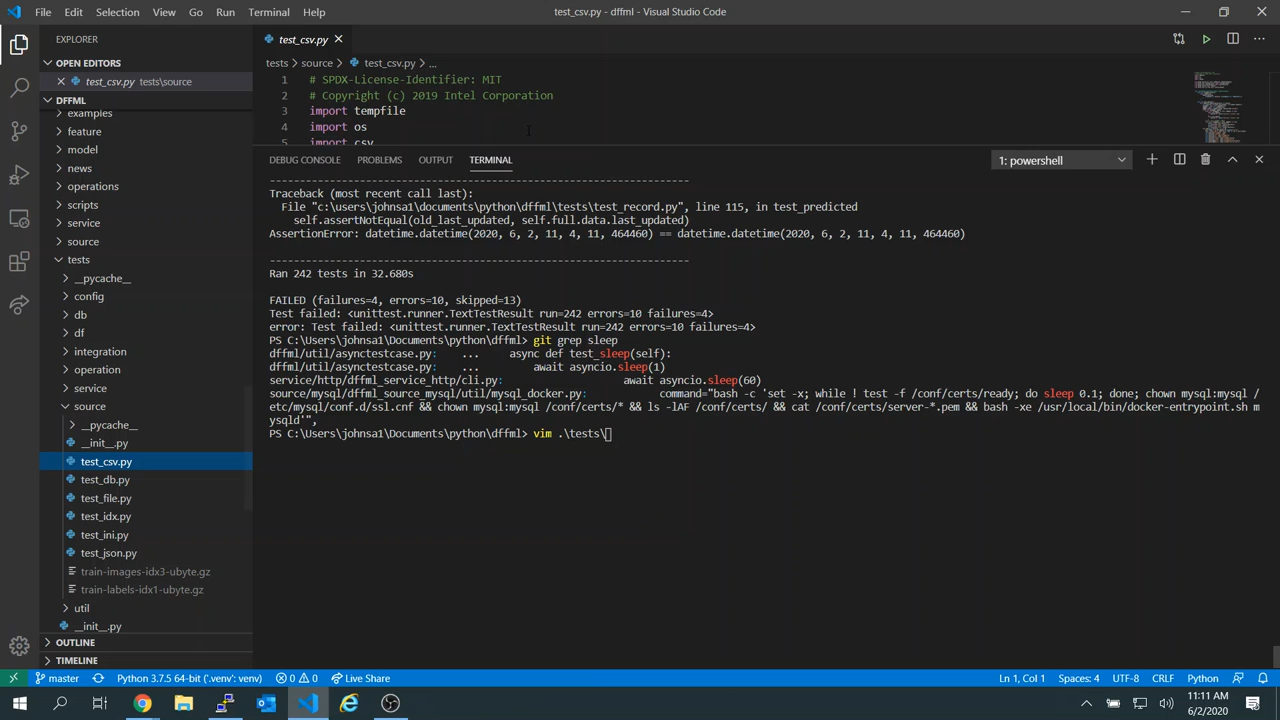 File Edit Selection View Go Run Terminal Help test_csv.py - dffml - Visual Studio Code
EXPLORER
OPEN EDITORS
test_csv.py tests\source
DFFML
examples
feature
model
news
operations
scripts
service
source
tests
__pycache__
config
db
df
integration
operation
service
source
__pycache__
__init__.py
test_csv.py
test_db.py
test_file.py
test_idx.py
test_ini.py
test_json.py
train-images-idx3-ubyte.gz
train-labels-idx1-ubyte.gz
util
__init__.py
OUTLINE
TIMELINE
test_csv.py
tests > source > test_csv.py > ...
1 # SPDX-License-Identifier: MIT
2 # Copyright (c) 2019 Intel Corporation
3 import tempfile
4 import os
5 import csv
DEBUG CONSOLE PROBLEMS OUTPUT TERMINAL 1: powershell
----------------------------------------------------------------------
Traceback (most recent call last):
File "c:\users\johnsa1\documents\python\dffml\tests\test_record.py", line 115, in test_predicted
self.assertNotEqual(old_last_updated, self.full.data.last_updated)
AssertionError: datetime.datetime(2020, 6, 2, 11, 4, 11, 464460) == datetime.datetime(2020, 6, 2, 11, 4, 11, 464460)
----------------------------------------------------------------------
Ran 242 tests in 32.680s
FAILED (failures=4, errors=10, skipped=13)
Test failed: <unittest.runner.TextTestResult run=242 errors=10 failures=4>
error: Test failed: <unittest.runner.TextTestResult run=242 errors=10 failures=4>
PS C:\Users\johnsa1\Documents\python\dffml> git grep sleep
dffml/util/asynctestcase.py: ... async def test_sleep(self):
dffml/util/asynctestcase.py: ... await asyncio.sleep(1)
service/http/dffml_service_http/cli.py: await asyncio.sleep(60)
source/mysql/dffml_source_mysql/util/mysql_docker.py: command="bash -c 'set -x; while ! test -f /conf/certs/ready; do sleep 0.1; done; chown mysql:mysql /
etc/mysql/conf.d/ssl.cnf && chown mysql:mysql /conf/certs/* && ls -lAF /conf/certs/ && cat /conf/certs/server-*.pem && bash -xe /usr/local/bin/docker-entrypoint.sh m
ysqld'",
PS C:\Users\johnsa1\Documents\python\dffml> vim .\tests\
master Python 3.7.5 64-bit ('.venv': venv) 0 0 Live Share Ln 1, Col 1 Spaces: 4 UTF-8 CRLF Python
11:11 AM
6/2/2020